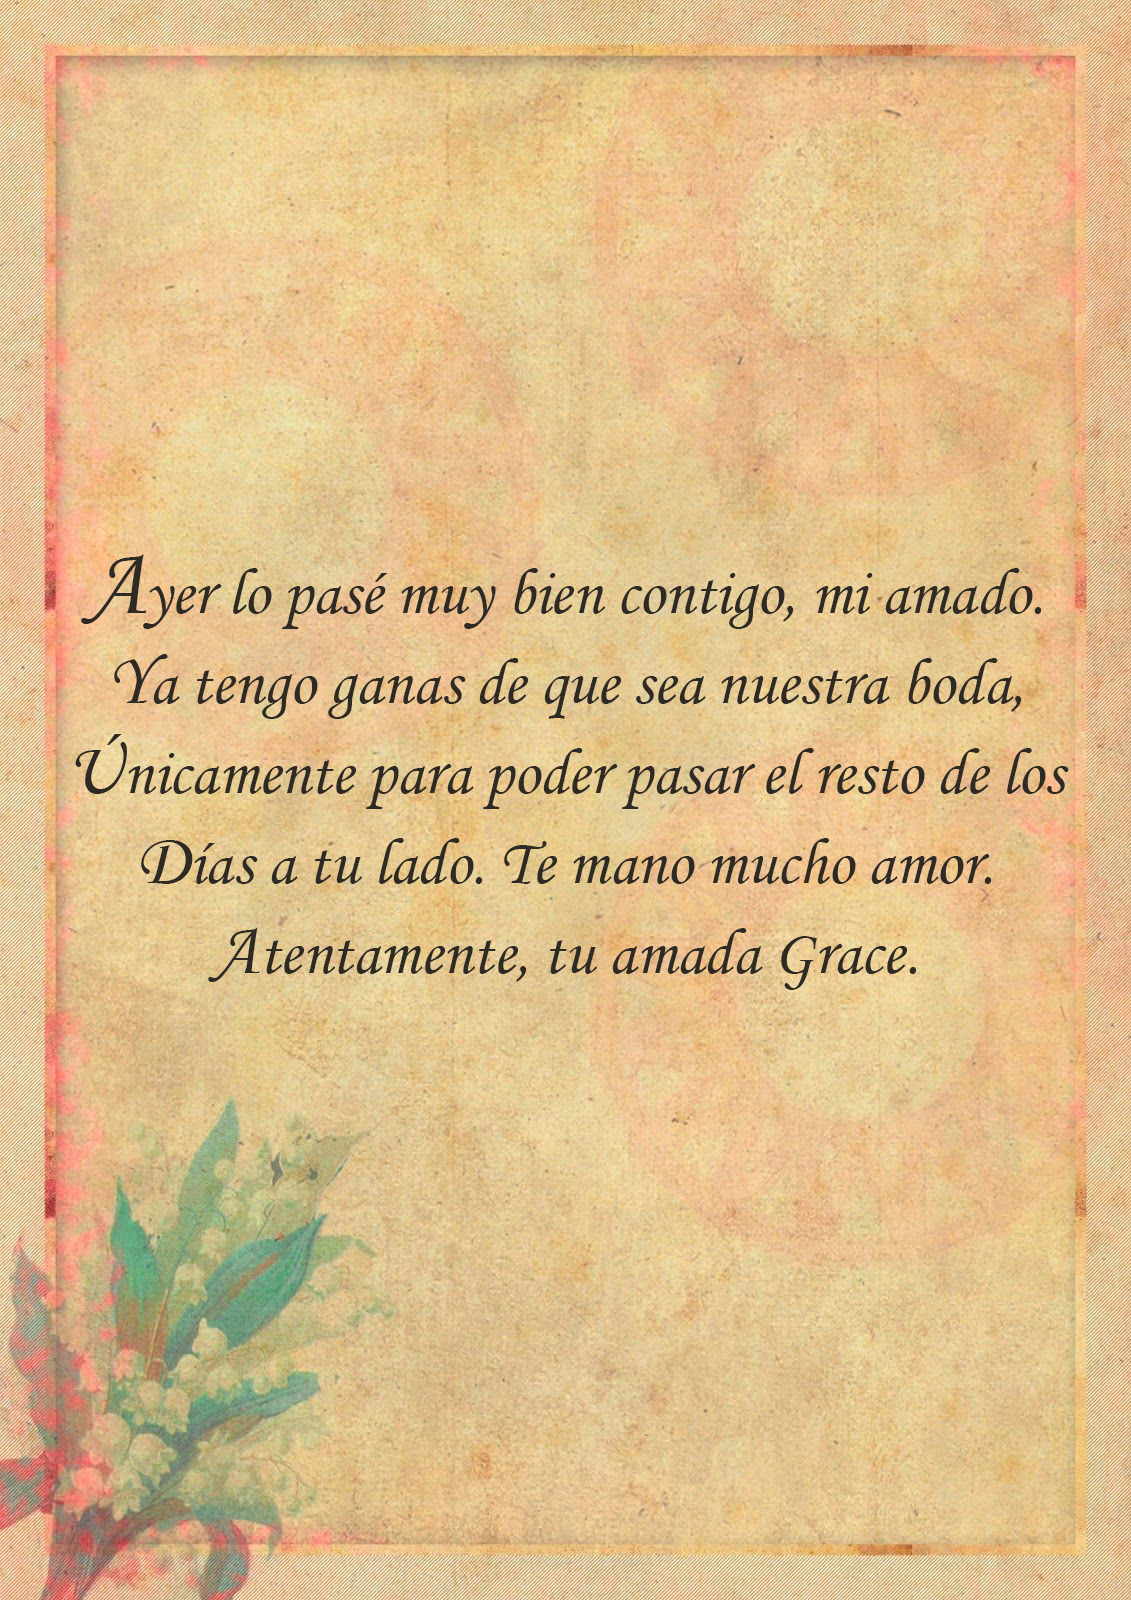 Ayer lo pasé muy bien contigo, mi amado.
Ya tengo ganas de que sea nuestra boda,
Únicamente para poder pasar el resto de los
Días a tu lado. Te mano mucho amor.
Atentamente, tu amada Grace.